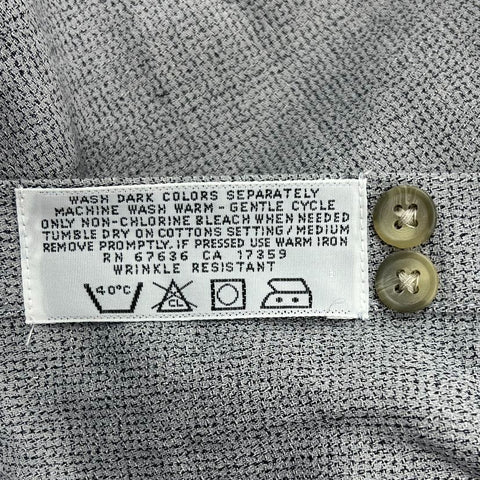 WASH DARK COLORS SEPARATELY
MACHINE WASH WARM - GENTLE CYCLE
ONLY NON-CHLORINE BLEACH WHEN NEEDED
TUMBLE DRY ON COTTONS SETTING / MEDIUM
REMOVE PROMPTLY. IF PRESSED USE WARM IRON
RN 67636 CA 17359
WRINKLE RESISTANT
40°C CL